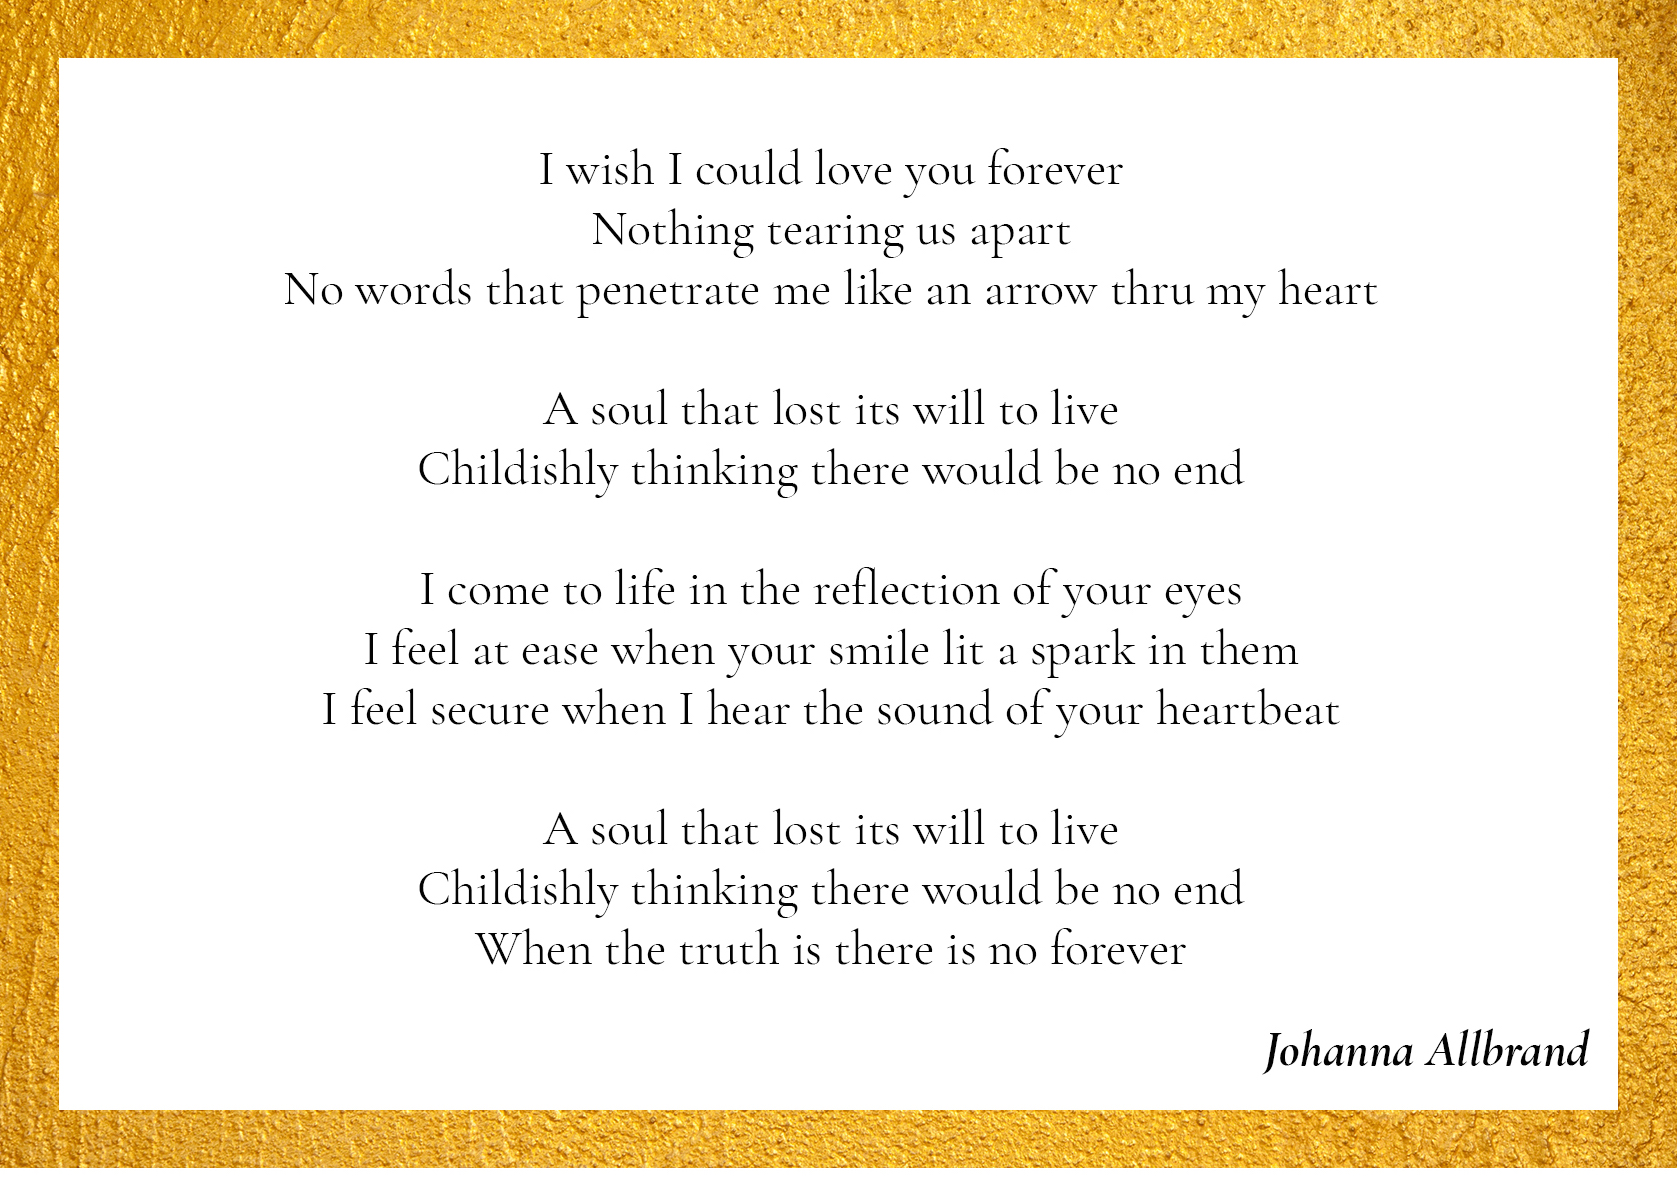 I wish I could love you forever
Nothing tearing us apart
No words that penetrate me like an arrow thru my heart
A soul that lost its will to live
Childishly thinking there would be no end
I come to life in the reflection of your eyes
I feel at ease when your smile lit a spark in them
I feel secure when I hear the sound of your heartbeat
A soul that lost its will to live
Childishly thinking there would be no end
When the truth is there is no forever
Johanna Allbrand